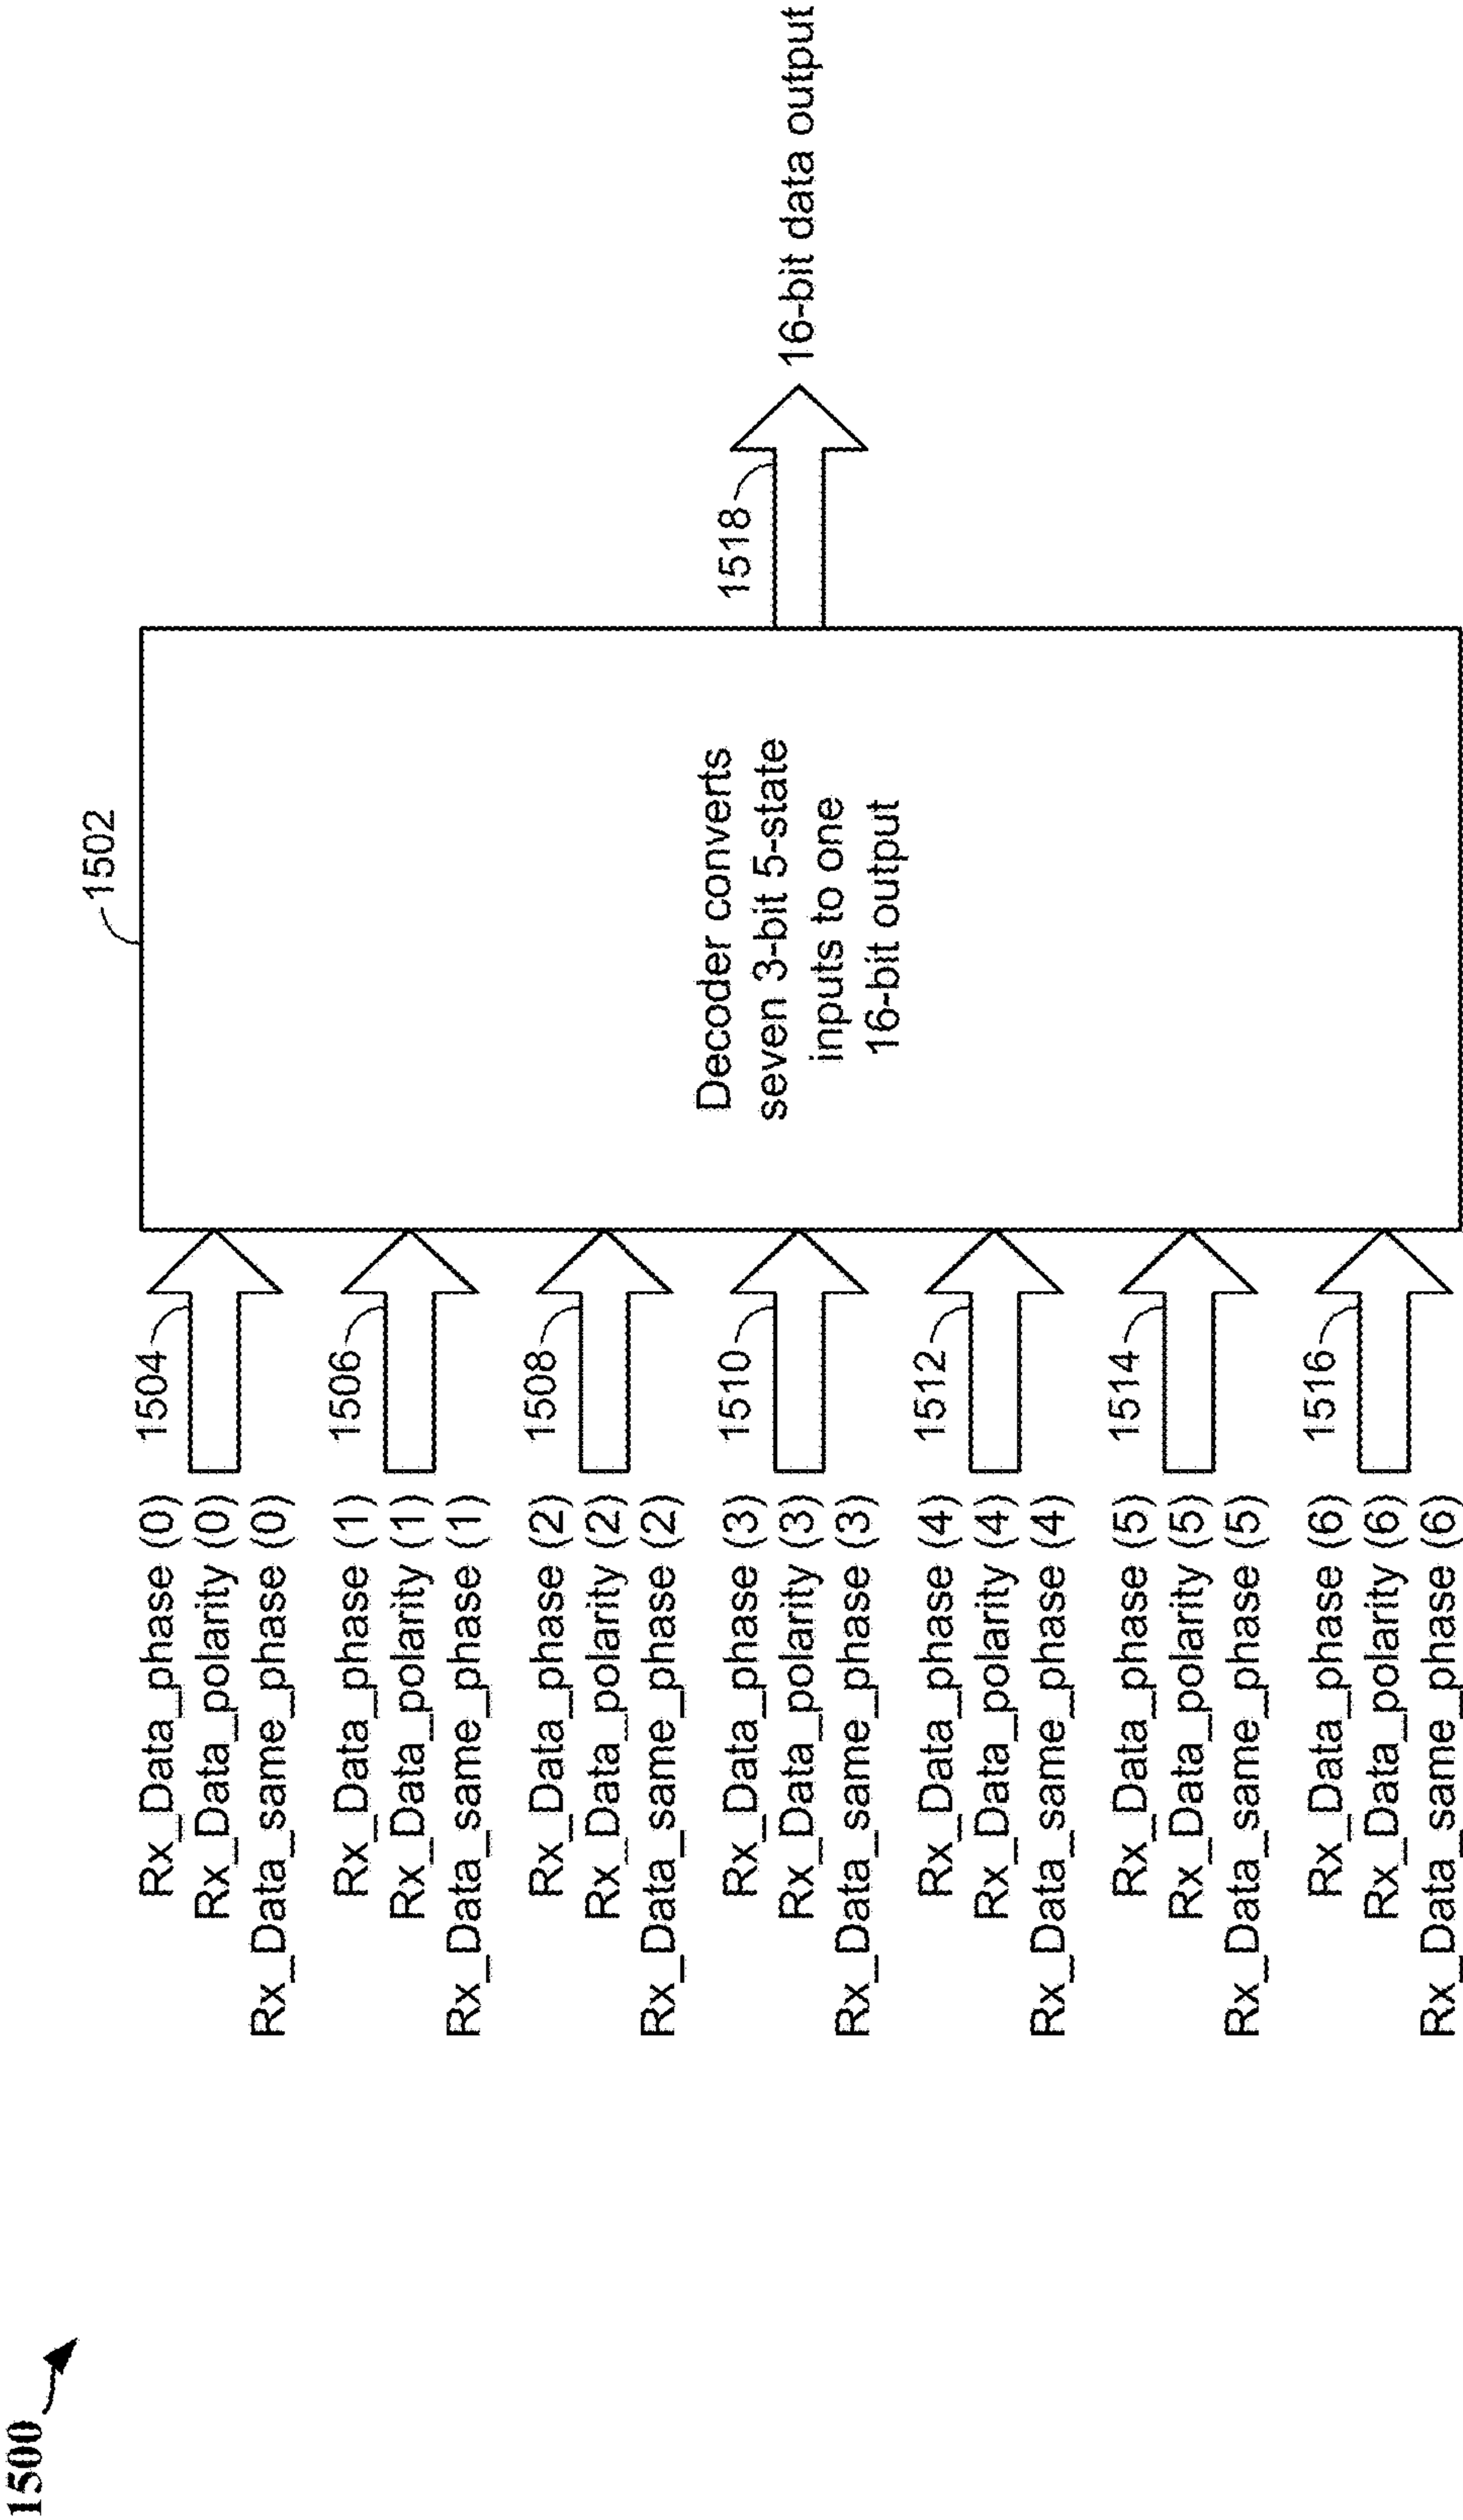 1500
1502
Rx_Data_phase (0)
Rx_Data_polarity (0)
Rx_Data_same_phase (0)
1504
Rx_Data_phase (1)
Rx_Data_polarity (1)
Rx_Data_same_phase (1)
1506
Rx_Data_phase (2)
Rx_Data_polarity (2)
Rx_Data_same_phase (2)
1508
Rx_Data_phase (3)
Rx_Data_polarity (3)
Rx_Data_same_phase (3)
1510
Rx_Data_phase (4)
Rx_Data_polarity (4)
Rx_Data_same_phase (4)
1512
Rx_Data_phase (5)
Rx_Data_polarity (5)
Rx_Data_same_phase (5)
1514
Rx_Data_phase (6)
Rx_Data_polarity (6)
Rx_Data_same_phase (6)
1516
Decoder converts
seven 3-bit 5-state
inputs to one
16-bit output
1518
16-bit data output